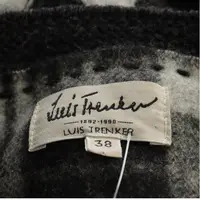 Luis Trenker
1892-1990
LUIS TRENKER
38